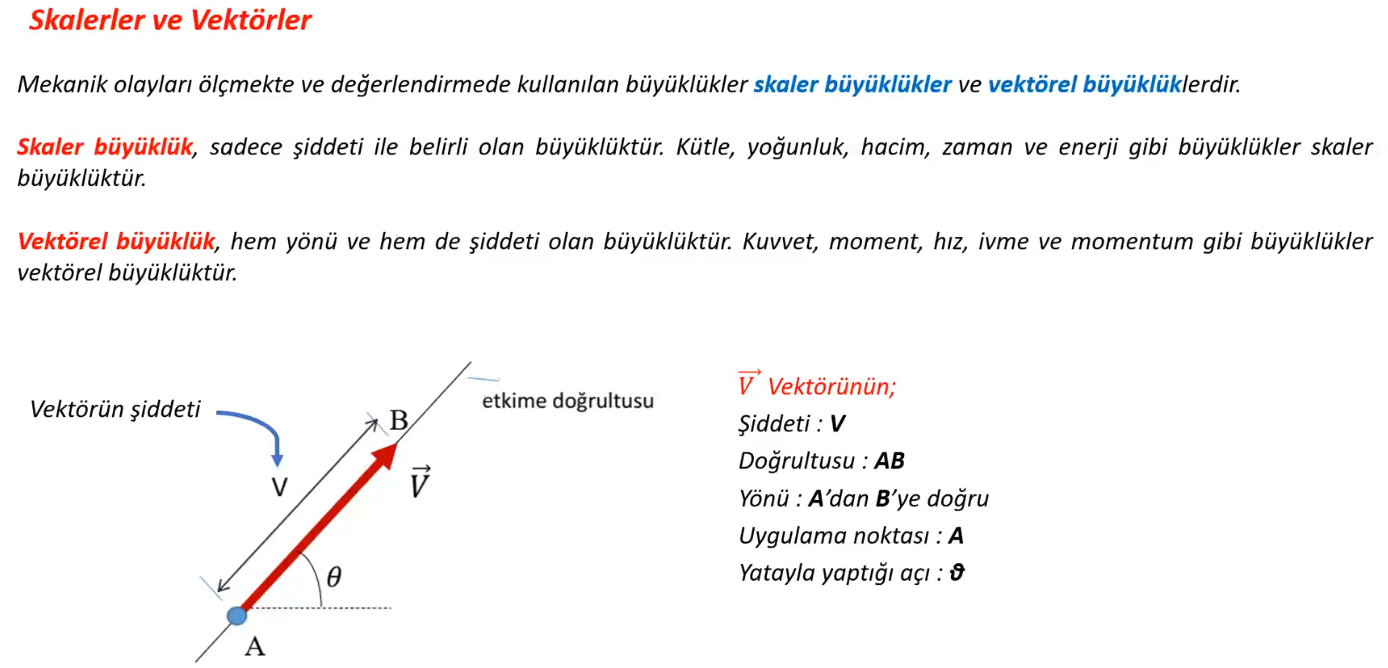 Skalerler ve Vektörler
Mekanik olayları ölçmekte ve değerlendirmede kullanılan büyüklükler skaler büyüklükler ve vektörel büyüklüklerdir.
Skaler büyüklük, sadece şiddeti ile belirli olan büyüklüktür. Kütle, yoğunluk, hacim, zaman ve enerji gibi büyüklükler skaler
büyüklüktür.
Vektörel büyüklük, hem yönü ve hem de şiddeti olan büyüklüktür. Kuvvet, moment, hız, ivme ve momentum gibi büyüklükler
vektörel büyüklüktür.
Vektörün şiddeti
V
B
etkime doğrultusu
V⃗
θ
A
V⃗ Vektörünün;
Şiddeti : V
Doğrultusu : AB
Yönü : A’dan B’ye doğru
Uygulama noktası : A
Yatayla yaptığı açı : ϑ